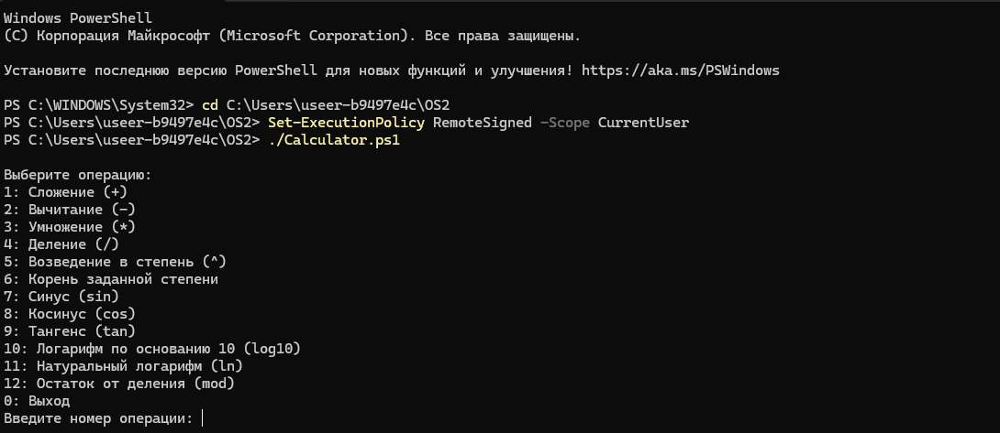 Windows PowerShell
(C) Корпорация Майкрософт (Microsoft Corporation). Все права защищены.
Установите последнюю версию PowerShell для новых функций и улучшения! https://aka.ms/PSWindows
PS C:\WINDOWS\System32> cd C:\Users\useer-b9497e4c\OS2
PS C:\Users\useer-b9497e4c\OS2> Set-ExecutionPolicy RemoteSigned -Scope CurrentUser
PS C:\Users\useer-b9497e4c\OS2> ./Calculator.ps1
Выберите операцию:
1: Сложение (+)
2: Вычитание (-)
3: Умножение (*)
4: Деление (/)
5: Возведение в степень (^)
6: Корень заданной степени
7: Синус (sin)
8: Косинус (cos)
9: Тангенс (tan)
10: Логарифм по основанию 10 (log10)
11: Натуральный логарифм (ln)
12: Остаток от деления (mod)
0: Выход
Введите номер операции: